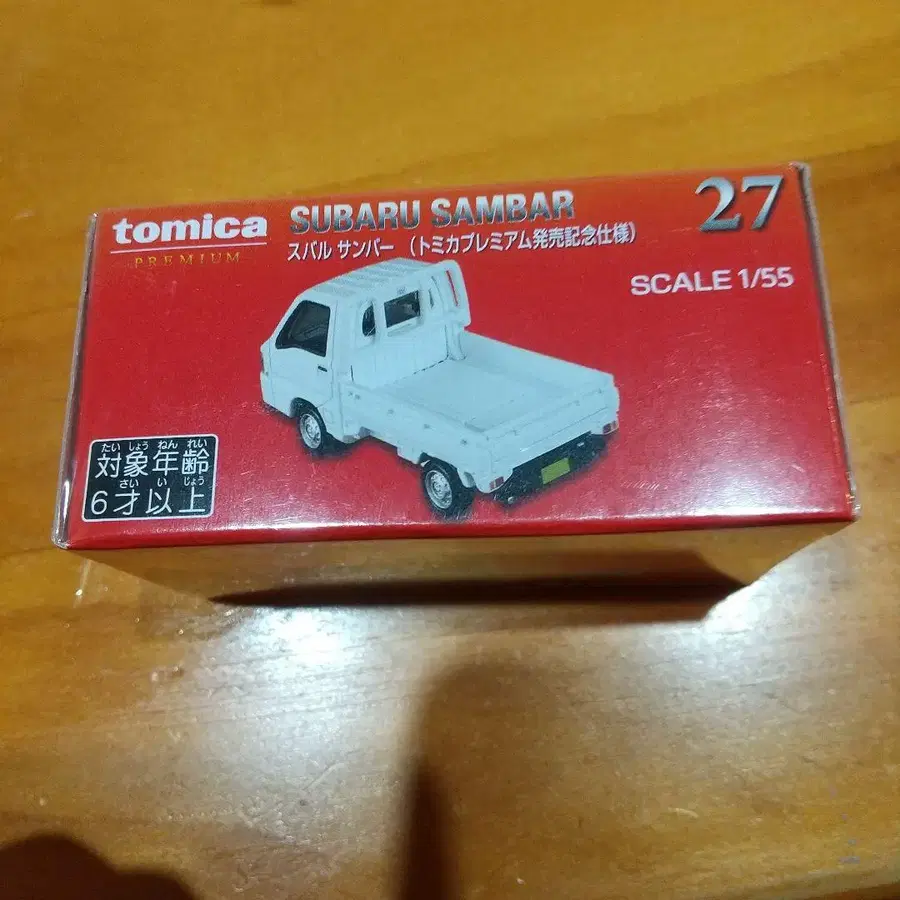 tomica
PREMIUM
SUBARU SAMBAR
スバル サンバー （トミカプレミアム発売記念仕様）
27
SCALE 1/55
たい しょう ねん れい
対象年齢
さい い じょう
6才以上